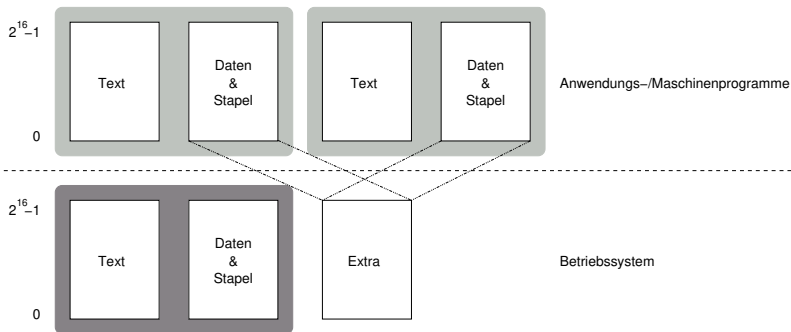 2^16−1
0
Text
Daten
&
Stapel
Text
Daten
&
Stapel
Anwendungs−/Maschinenprogramme
2^16−1
0
Text
Daten
&
Stapel
Extra
Betriebssystem